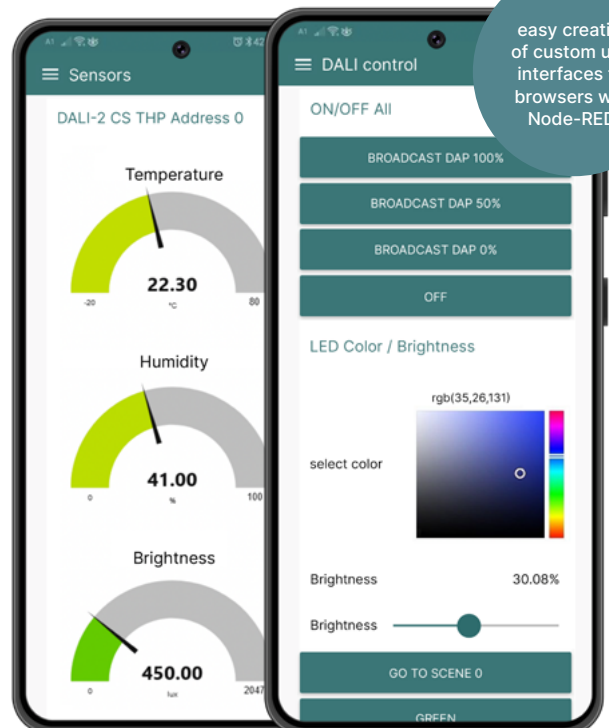 A1
42
Sensors
DALI-2 CS THP Address 0
Temperature
22.30
°C
-20
80
Humidity
41.00
%
0
100
Brightness
450.00
lux
0
2047
A1
DALI control
ON/OFF All
BROADCAST DAP 100%
BROADCAST DAP 50%
BROADCAST DAP 0%
OFF
LED Color / Brightness
rgb(35,26,131)
select color
Brightness 30.08%
Brightness
GO TO SCENE 0
GREEN
easy creati
of custom u
interfaces
browsers w
Node-RED